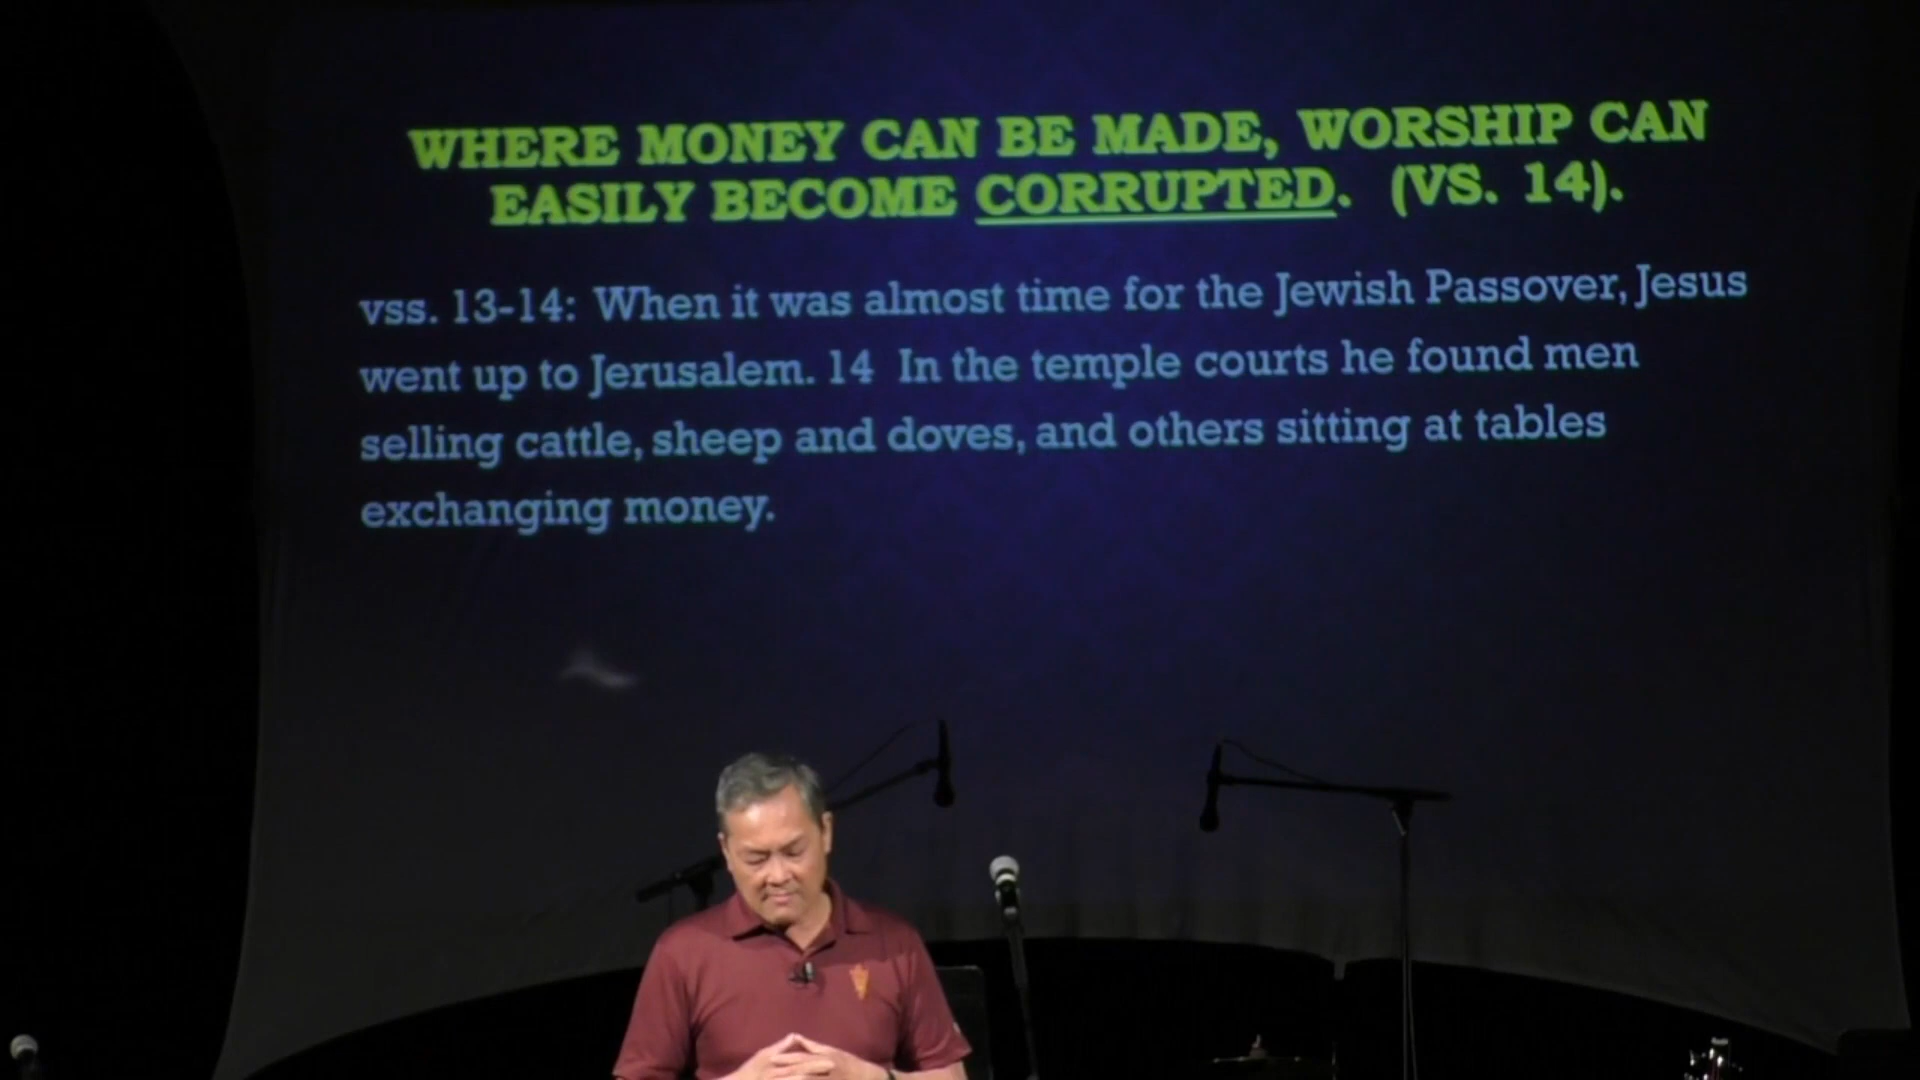 WHERE MONEY CAN BE MADE, WORSHIP CAN
EASILY BECOME CORRUPTED. (VS. 14).
vss. 13-14: When it was almost time for the Jewish Passover, Jesus
went up to Jerusalem. 14 In the temple courts he found men
selling cattle, sheep and doves, and others sitting at tables
exchanging money.